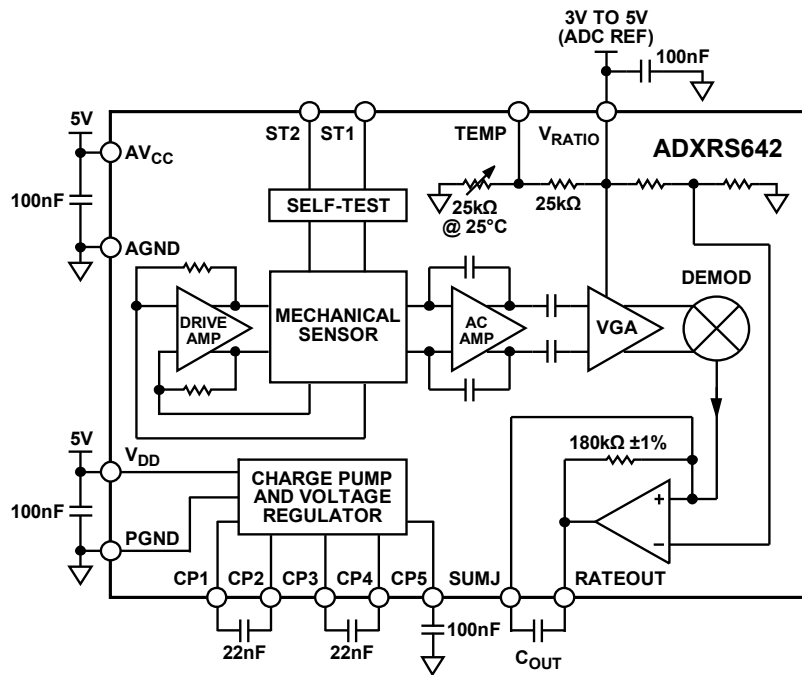 3V TO 5V
(ADC REF)
100nF
5V
ST2
ST1
TEMP
VRATIO
ADXRS642
AVCC
100nF
SELF-TEST
25kΩ
@ 25°C
25kΩ
AGND
DEMOD
DRIVE
AMP
MECHANICAL
SENSOR
AC
AMP
VGA
5V
VDD
180kΩ ±1%
100nF
CHARGE PUMP
AND VOLTAGE
REGULATOR
+
−
PGND
CP1
CP2
CP3
CP4
CP5
SUMJ
RATEOUT
22nF
22nF
100nF
COUT